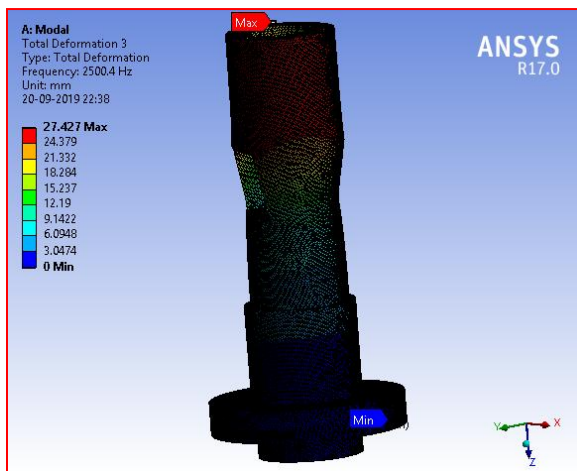 Max
A: Modal
Total Deformation 3
Type: Total Deformation
Frequency: 2500.4 Hz
Unit: mm
20-09-2019 22:38
ANSYS
R17.0
27.427 Max
24.379
21.332
18.284
15.237
12.19
9.1422
6.0948
3.0474
0 Min
Min
Y
X
Z